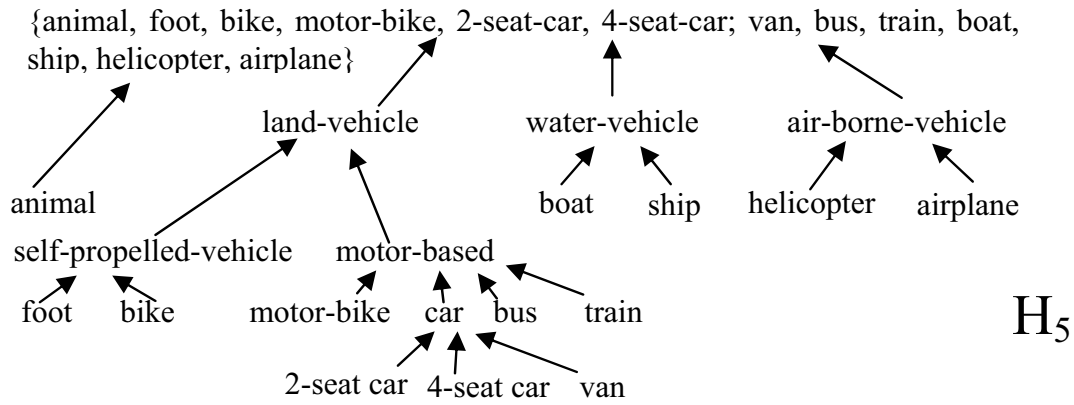 {animal, foot, bike, motor-bike, 2-seat-car, 4-seat-car; van, bus, train, boat,
ship, helicopter, airplane}
land-vehicle water-vehicle air-borne-vehicle
animal boat ship helicopter airplane
self-propelled-vehicle motor-based
foot bike motor-bike car bus train
H5
2-seat car 4-seat car van